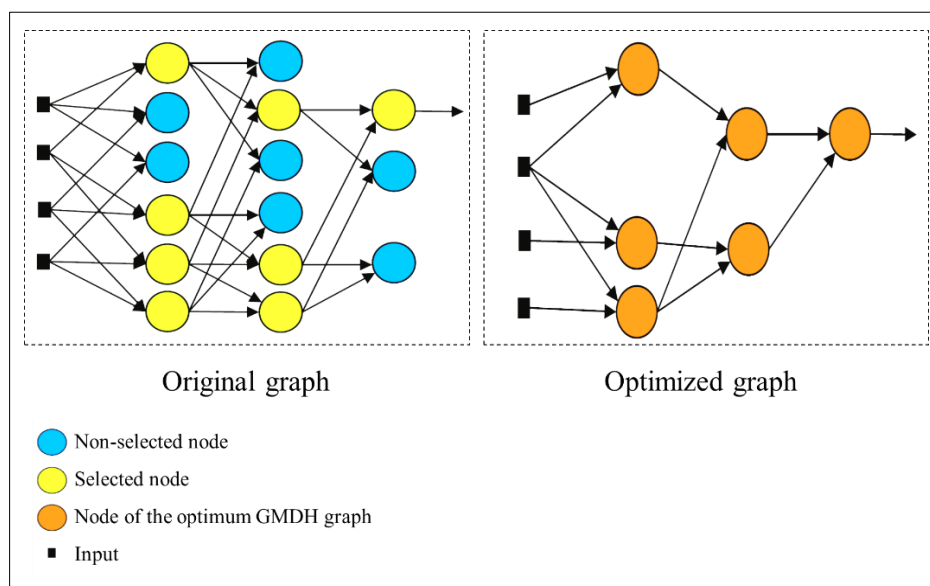 Original graph
Optimized graph
Non-selected node
Selected node
Node of the optimum GMDH graph
Input